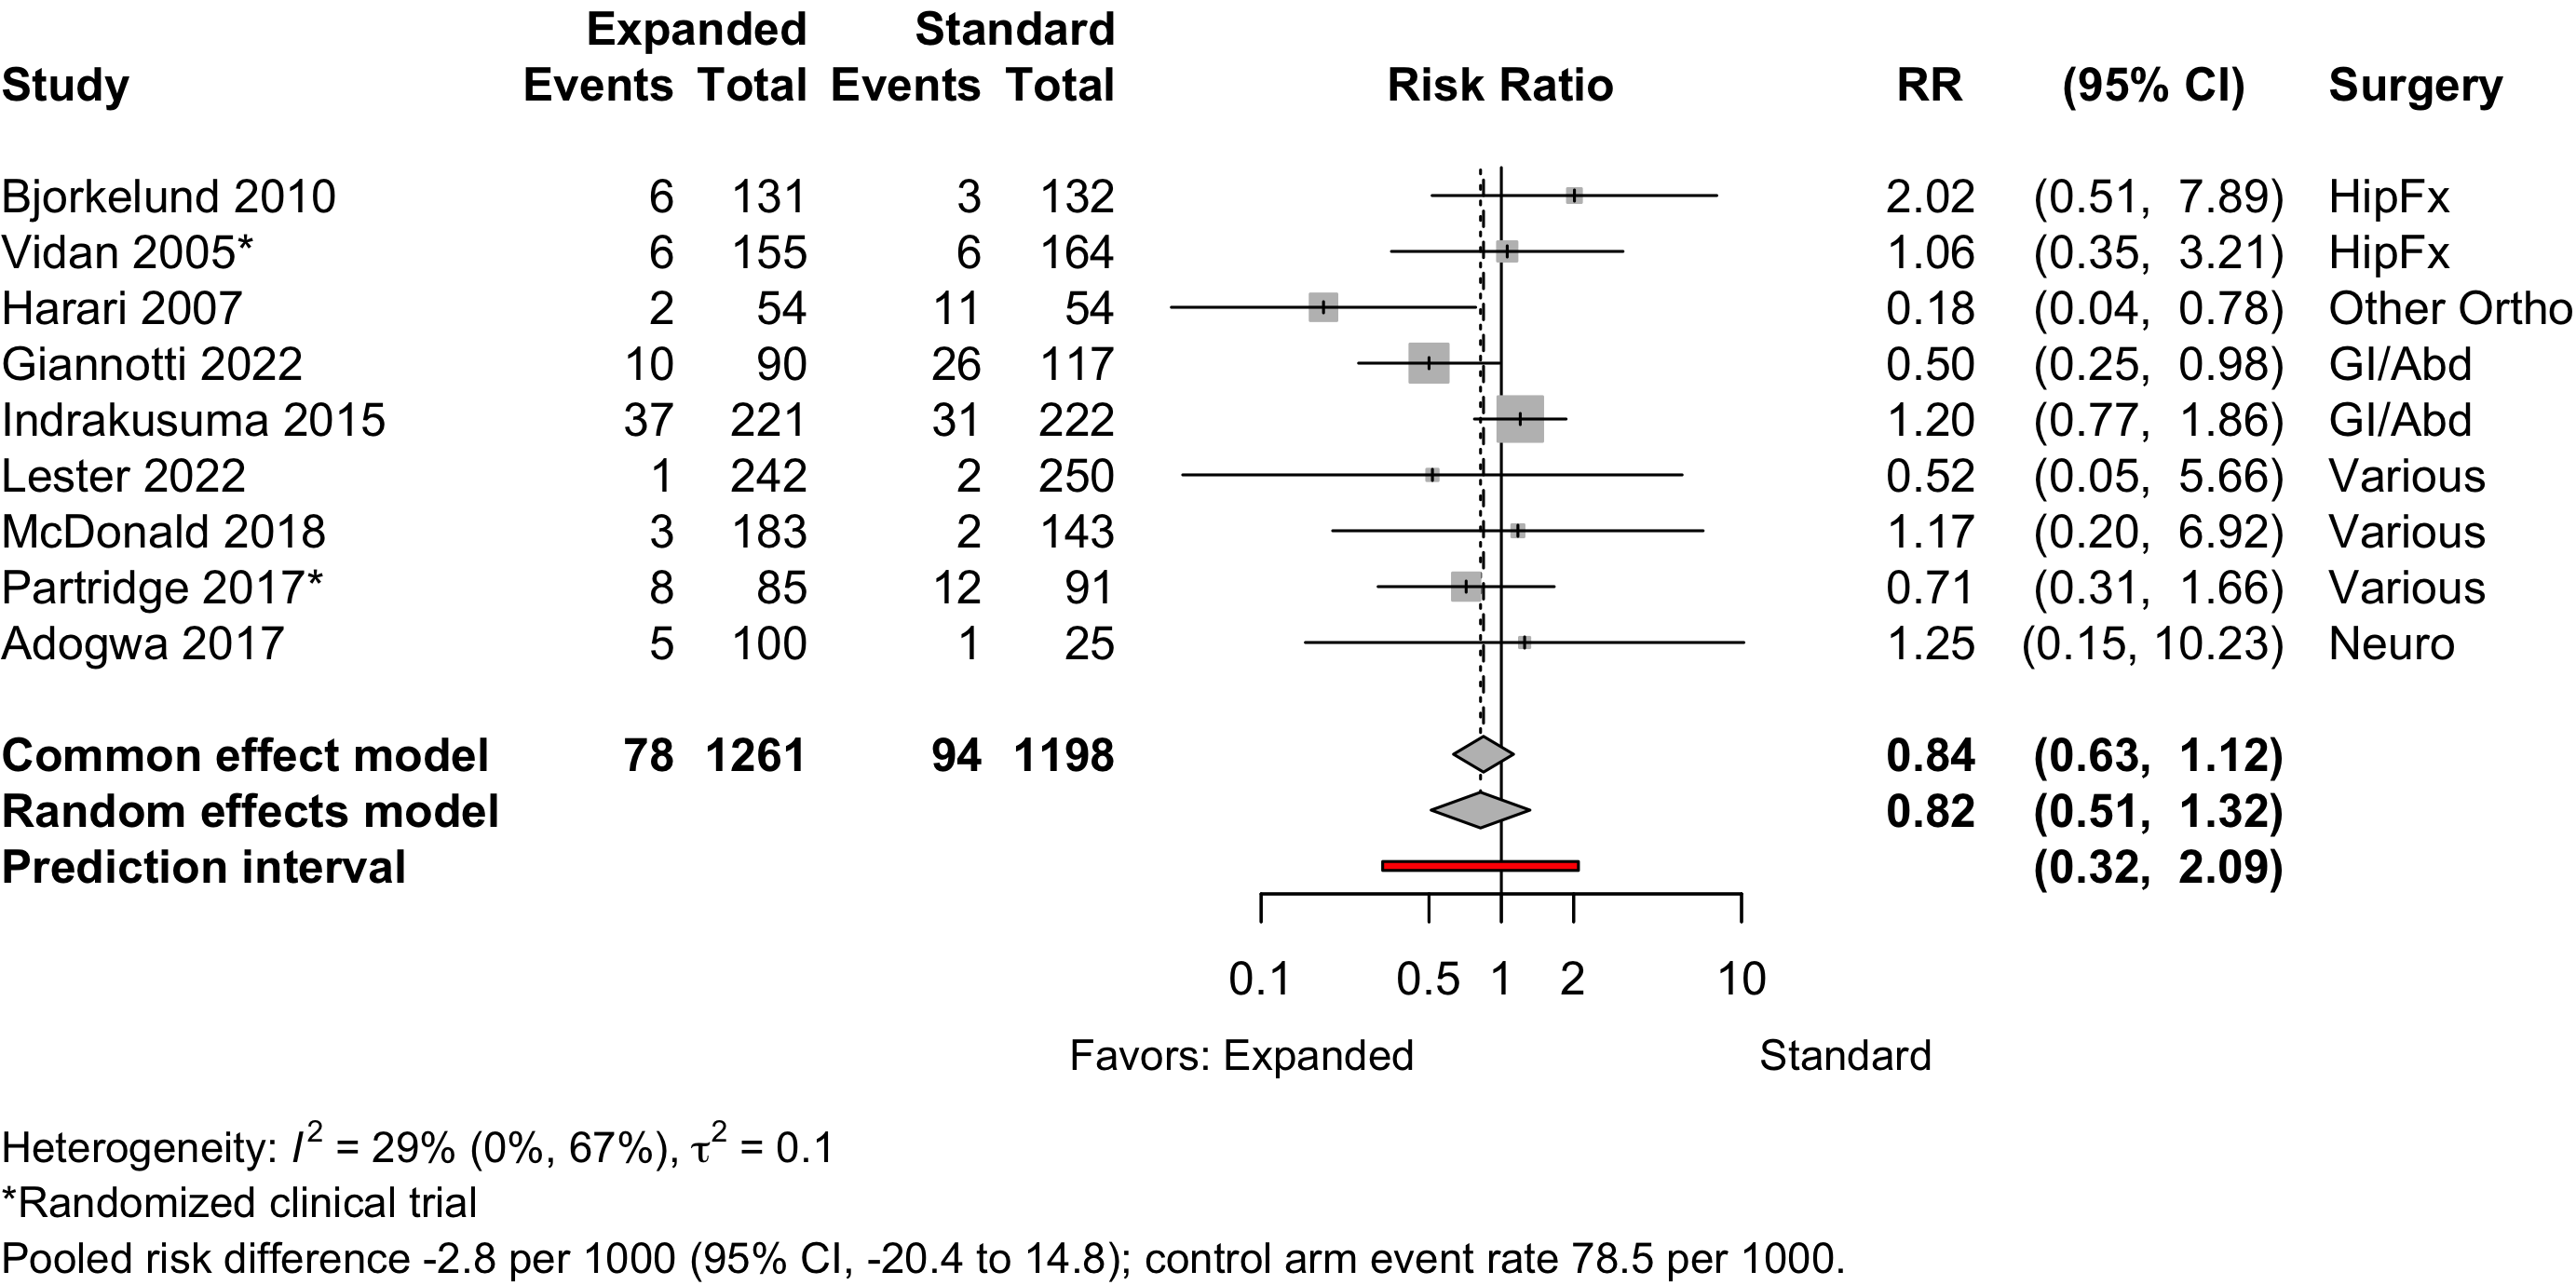 Expanded Standard
Study Events Total Events Total Risk Ratio RR (95% CI) Surgery
Bjorkelund 2010 6 131 3 132 2.02 (0.51, 7.89) HipFx
Vidan 2005* 6 155 6 164 1.06 (0.35, 3.21) HipFx
Harari 2007 2 54 11 54 0.18 (0.04, 0.78) Other Ortho
Giannotti 2022 10 90 26 117 0.50 (0.25, 0.98) GI/Abd
Indrakusuma 2015 37 221 31 222 1.20 (0.77, 1.86) GI/Abd
Lester 2022 1 242 2 250 0.52 (0.05, 5.66) Various
McDonald 2018 3 183 2 143 1.17 (0.20, 6.92) Various
Partridge 2017* 8 85 12 91 0.71 (0.31, 1.66) Various
Adogwa 2017 5 100 1 25 1.25 (0.15, 10.23) Neuro
Common effect model 78 1261 94 1198 0.84 (0.63, 1.12)
Random effects model 0.82 (0.51, 1.32)
Prediction interval (0.32, 2.09)
0.1 0.5 1 2 10
Favors: Expanded Standard
Heterogeneity: I² = 29% (0%, 67%), τ² = 0.1
*Randomized clinical trial
Pooled risk difference -2.8 per 1000 (95% CI, -20.4 to 14.8); control arm event rate 78.5 per 1000.